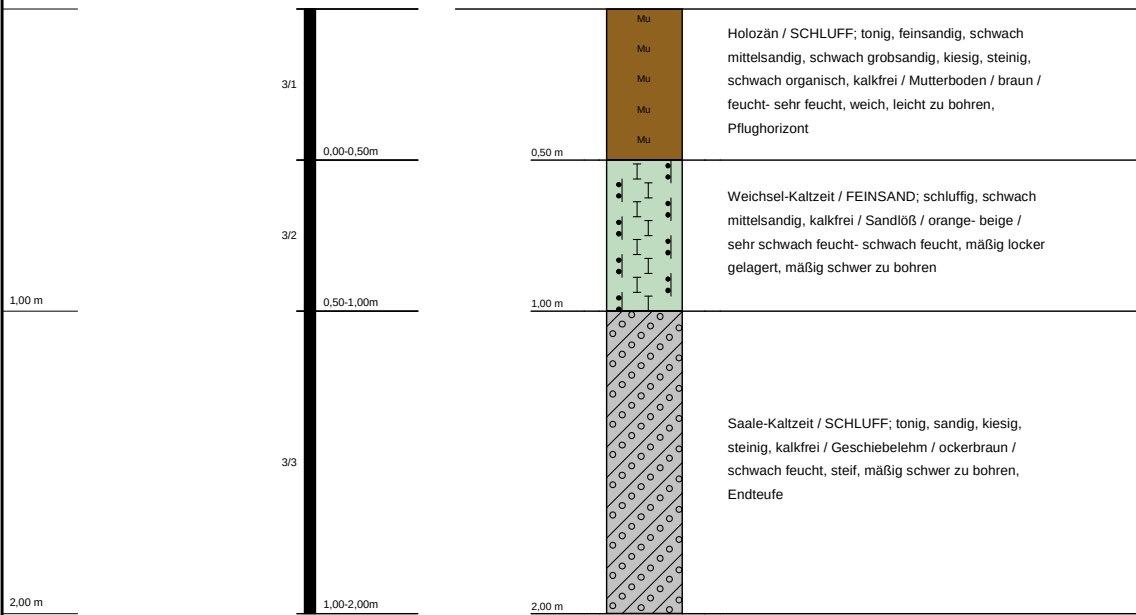 Mu
Mu
Mu
Mu
Mu
3/1
0,00-0,50m
0,50 m
Holozän / SCHLUFF; tonig, feinsandig, schwach
mittelsandig, schwach grobsandig, kiesig, steinig,
schwach organisch, kalkfrei / Mutterboden / braun /
feucht- sehr feucht, weich, leicht zu bohren,
Pflughorizont
3/2
1,00 m
0,50-1,00m
1,00 m
Weichsel-Kaltzeit / FEINSAND; schluffig, schwach
mittelsandig, kalkfrei / Sandlöß / orange- beige /
sehr schwach feucht- schwach feucht, mäßig locker
gelagert, mäßig schwer zu bohren
3/3
2,00 m
1,00-2,00m
2,00 m
Saale-Kaltzeit / SCHLUFF; tonig, sandig, kiesig,
steinig, kalkfrei / Geschiebelehm / ockerbraun /
schwach feucht, steif, mäßig schwer zu bohren,
Endteufe